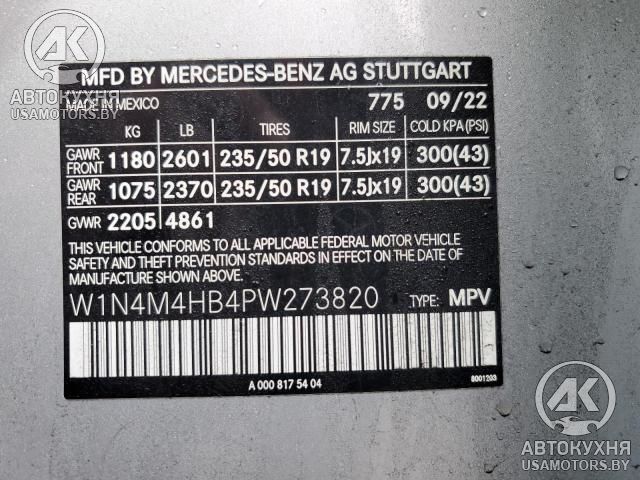 MFD BY MERCEDES-BENZ AG STUTTGART
MADE IN MEXICO 775 09/22
KG LB TIRES RIM SIZE COLD KPA(PSI)
GAWR FRONT 1180 2601 235/50 R19 7.5Jx19 300(43)
GAWR REAR 1075 2370 235/50 R19 7.5Jx19 300(43)
GVWR 2205 4861
THIS VEHICLE CONFORMS TO ALL APPLICABLE FEDERAL MOTOR VEHICLE
SAFETY AND THEFT PREVENTION STANDARDS IN EFFECT ON THE DATE OF
MANUFACTURE SHOWN ABOVE.
W1N4M4HB4PW273820 TYPE: MPV
A 000 817 54 04
8001203
АК
АВТОКУХНЯ
USAMOTORS.BY
АК
АВТОКУХНЯ
USAMOTORS.BY